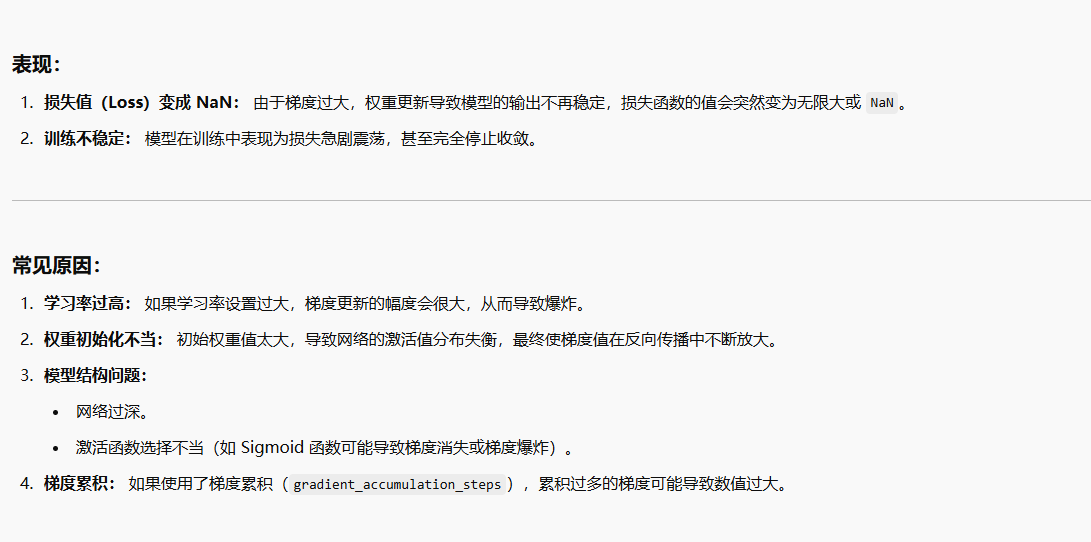 表现：
1. 损失值（Loss）变成 NaN： 由于梯度过大，权重更新导致模型的输出不再稳定，损失函数的值会突然变为无限大或 NaN。
2. 训练不稳定： 模型在训练中表现为损失急剧震荡，甚至完全停止收敛。
常见原因：
1. 学习率过高： 如果学习率设置过大，梯度更新的幅度会很大，从而导致爆炸。
2. 权重初始化不当： 初始权重值太大，导致网络的激活值分布失衡，最终使梯度值在反向传播中不断放大。
3. 模型结构问题：
• 网络过深。
• 激活函数选择不当（如 Sigmoid 函数可能导致梯度消失或梯度爆炸）。
4. 梯度累积： 如果使用了梯度累积（gradient_accumulation_steps），累积过多的梯度可能导致数值过大。